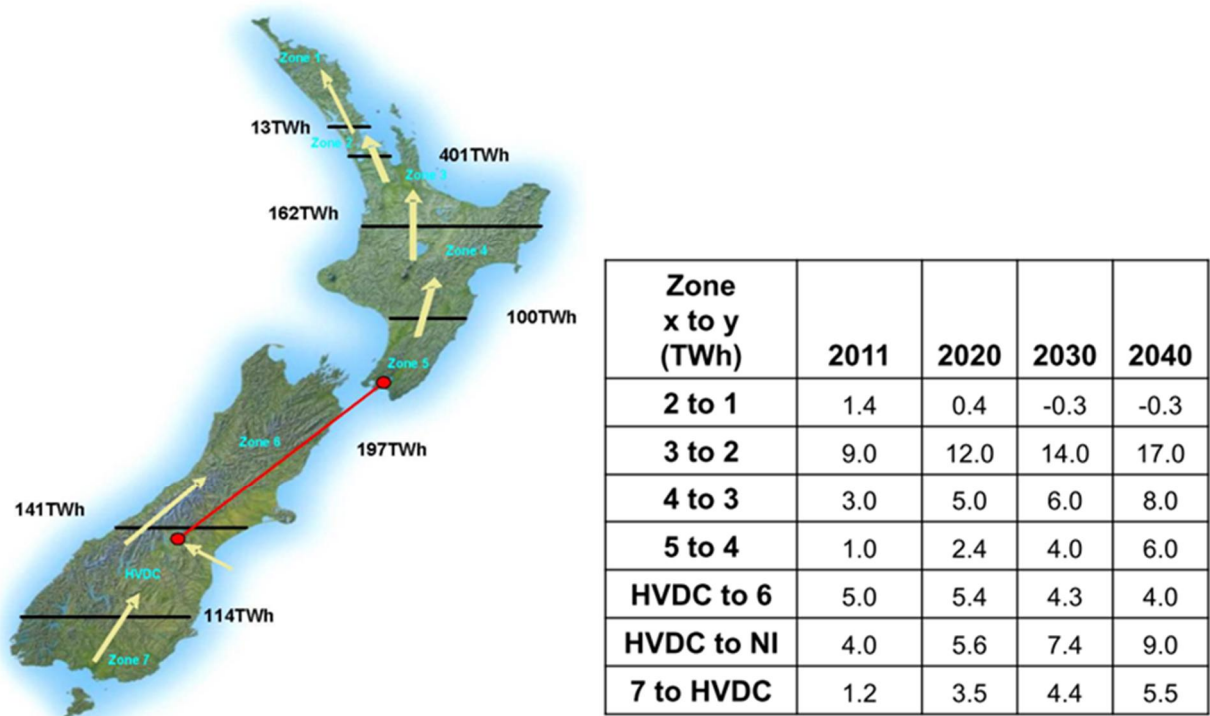 Zone 1
13TWh
Zone 2
401TWh
Zone 3
162TWh
Zone 4
100TWh
Zone 5
197TWh
Zone 6
141TWh
HVDC
114TWh
Zone 7
Zone
x to y
(TWh) 2011 2020 2030 2040
2 to 1 1.4 0.4 -0.3 -0.3
3 to 2 9.0 12.0 14.0 17.0
4 to 3 3.0 5.0 6.0 8.0
5 to 4 1.0 2.4 4.0 6.0
HVDC to 6 5.0 5.4 4.3 4.0
HVDC to NI 4.0 5.6 7.4 9.0
7 to HVDC 1.2 3.5 4.4 5.5